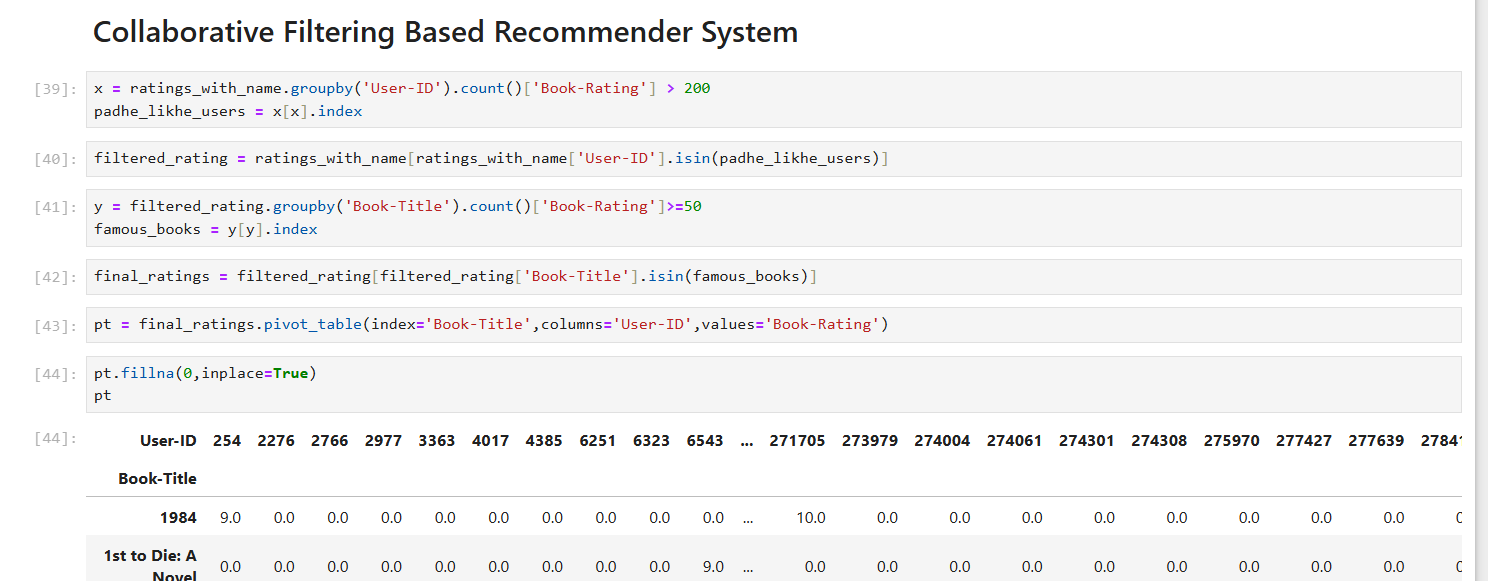 Collaborative Filtering Based Recommender System
[39]: x = ratings_with_name.groupby('User-ID').count()['Book-Rating'] > 200
padhe_likhe_users = x[x].index
[40]: filtered_rating = ratings_with_name[ratings_with_name['User-ID'].isin(padhe_likhe_users)]
[41]: y = filtered_rating.groupby('Book-Title').count()['Book-Rating']>=50
famous_books = y[y].index
[42]: final_ratings = filtered_rating[filtered_rating['Book-Title'].isin(famous_books)]
[43]: pt = final_ratings.pivot_table(index='Book-Title',columns='User-ID',values='Book-Rating')
[44]: pt.fillna(0,inplace=True)
pt
[44]: User-ID 254 2276 2766 2977 3363 4017 4385 6251 6323 6543 ... 271705 273979 274004 274061 274301 274308 275970 277427 277639
Book-Title
1984 9.0 0.0 0.0 0.0 0.0 0.0 0.0 0.0 0.0 0.0 ... 10.0 0.0 0.0 0.0 0.0 0.0 0.0 0.0 0.0
1st to Die: A
Novel 0.0 0.0 0.0 0.0 0.0 0.0 0.0 0.0 0.0 9.0 ... 0.0 0.0 0.0 0.0 0.0 0.0 0.0 0.0 0.0